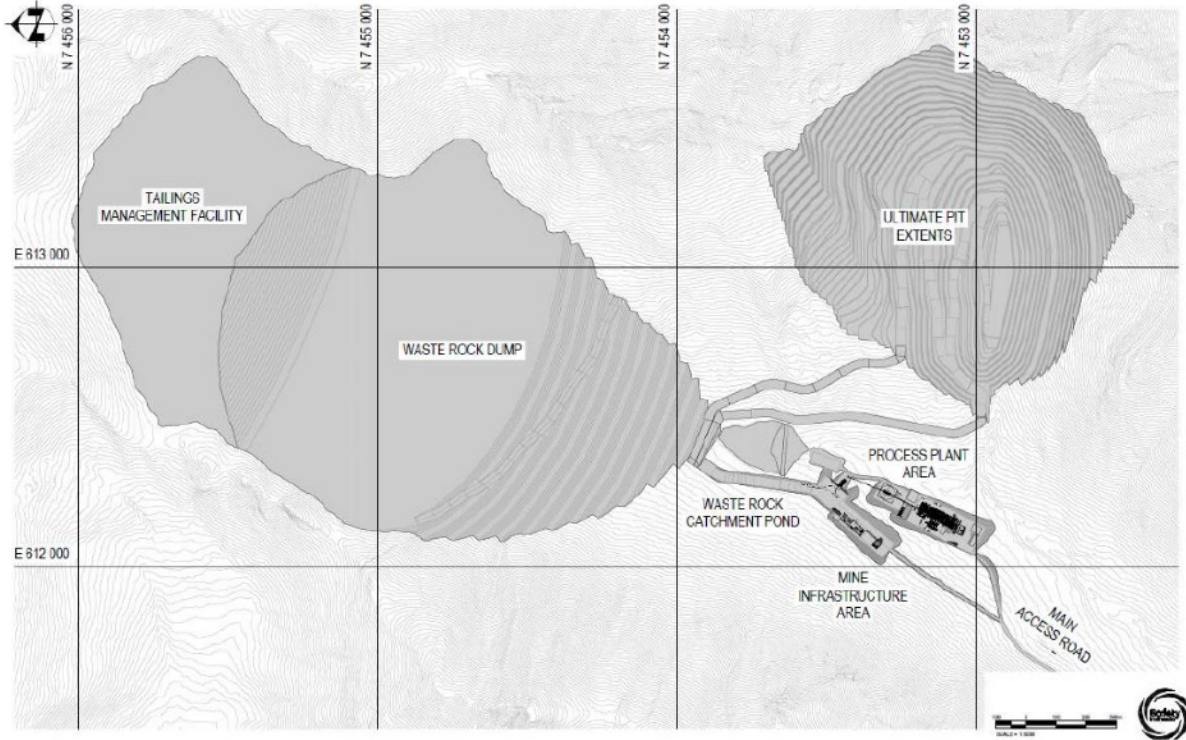 N 7 456 000
N 7 455 000
N 7 454 000
N 7 453 000
TAILINGS
MANAGEMENT FACILITY
ULTIMATE PIT
EXTENTS
E 613 000
WASTE ROCK DUMP
PROCESS PLANT
AREA
WASTE ROCK
CATCHMENT POND
E 612 000
MINE
INFRASTRUCTURE
AREA
MAIN
ACCESS ROAD